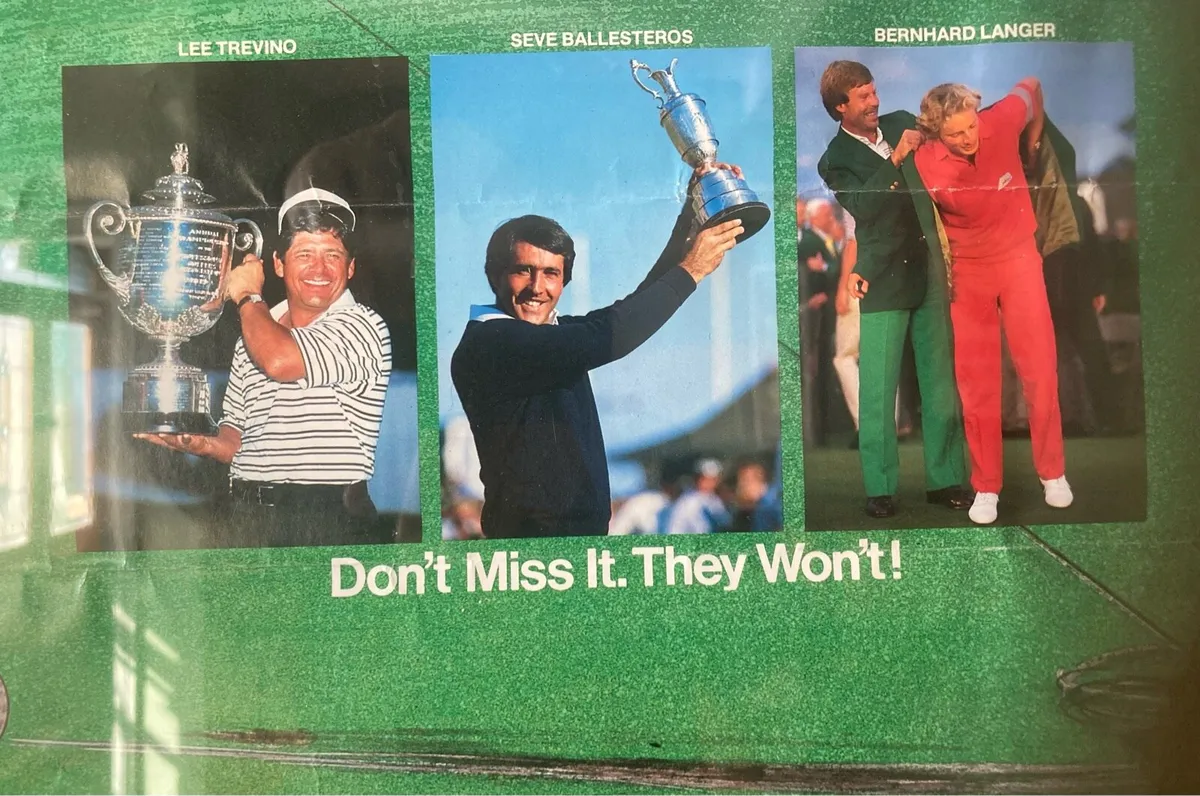 LEE TREVINO
SEVE BALLESTEROS
BERNHARD LANGER
Don't Miss It. They Won't!